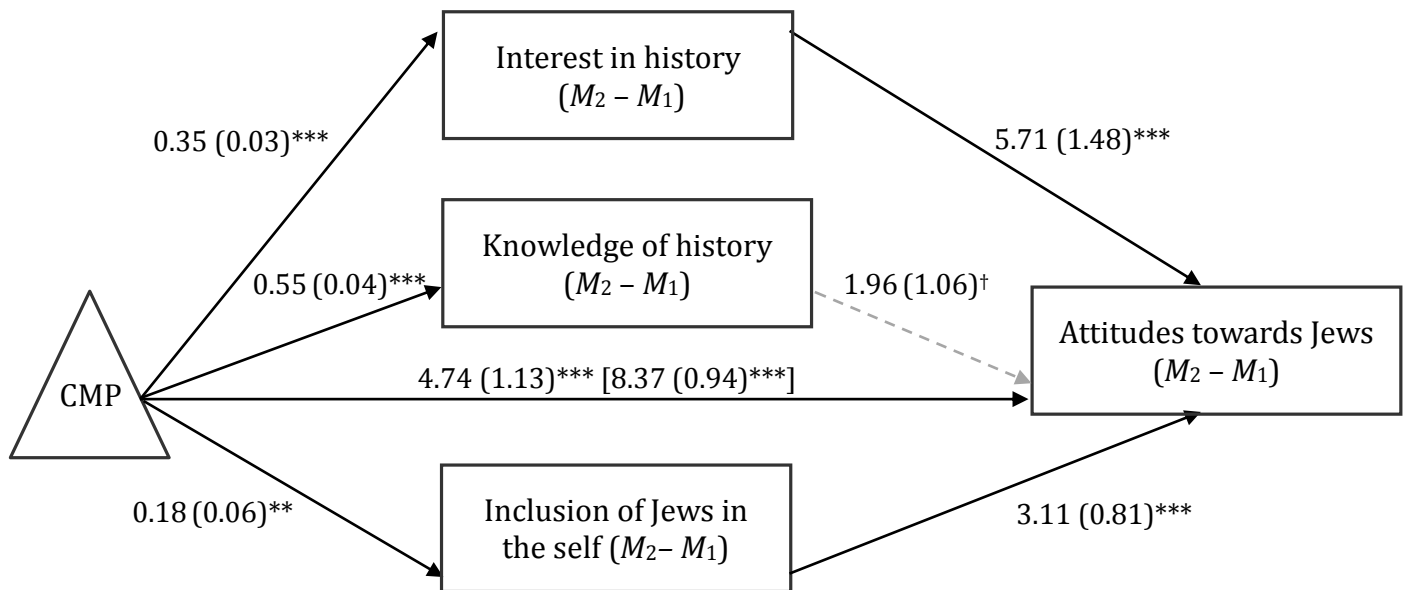 Interest in history
(M2 – M1)
0.35 (0.03)***
5.71 (1.48)***
Knowledge of history
(M2 – M1)
0.55 (0.04)***
1.96 (1.06)†
Attitudes towards Jews
(M2 – M1)
4.74 (1.13)*** [8.37 (0.94)***]
CMP
0.18 (0.06)**
Inclusion of Jews in
the self (M2– M1)
3.11 (0.81)***